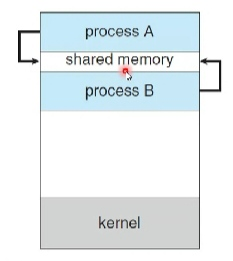 process A
shared memory
process B
kernel